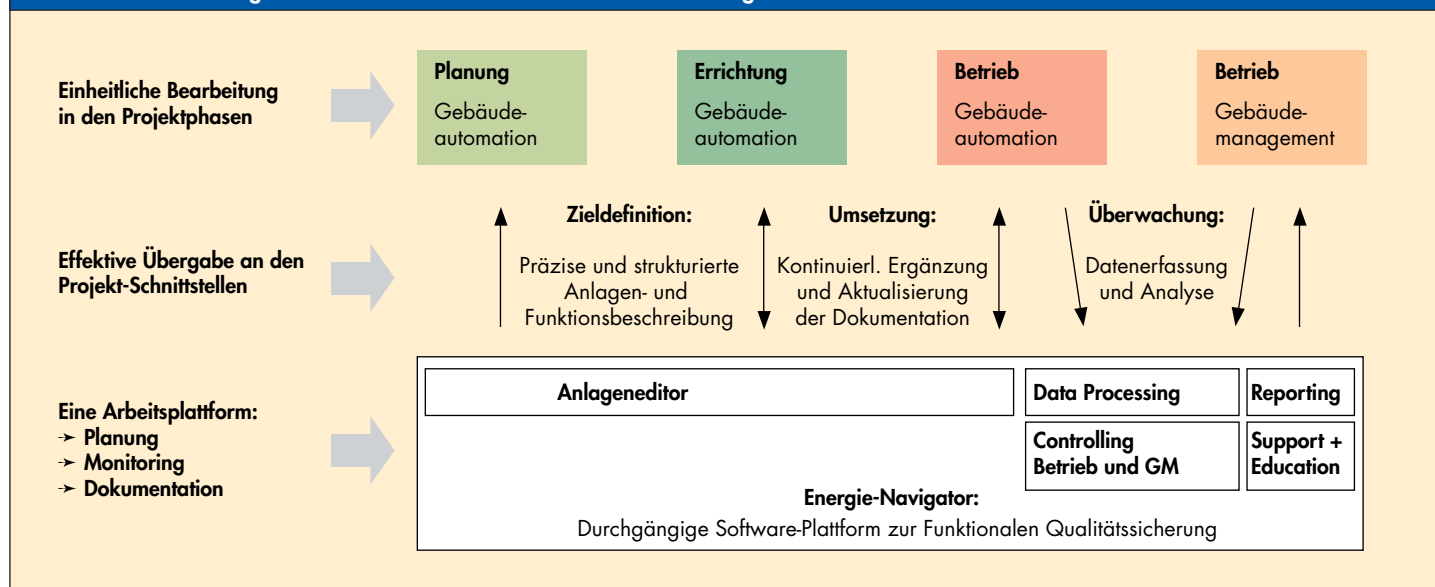 Einheitliche Bearbeitung
in den Projektphasen
Planung
Gebäude-
automation
Errichtung
Gebäude-
automation
Betrieb
Gebäude-
automation
Betrieb
Gebäude-
management
Effektive Übergabe an den
Projekt-Schnittstellen
Zieldefinition:
Präzise und strukturierte
Anlagen- und
Funktionsbeschreibung
Umsetzung:
Kontinuierl. Ergänzung
und Aktualisierung
der Dokumentation
Überwachung:
Datenerfassung
und Analyse
Eine Arbeitsplattform:
➛ Planung
➛ Monitoring
➛ Dokumentation
Anlageneditor
Data Processing
Reporting
Controlling
Betrieb und GM
Support +
Education
Energie-Navigator:
Durchgängige Software-Plattform zur Funktionalen Qualitätssicherung